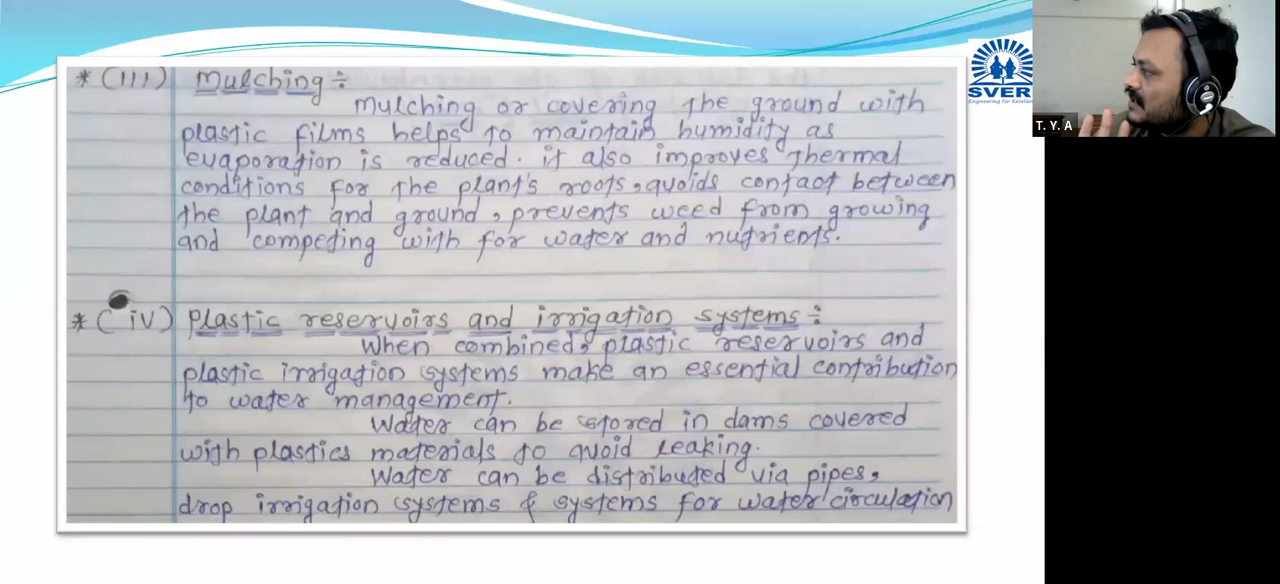 * (iii) Mulching :-
Mulching or covering the ground with
plastic films helps to maintain humidity as
evaporation is reduced. it also improves thermal
conditions for the plant's roots, avoids contact between
the plant and ground, prevents weed from growing
and competing with for water and nutrients.
* (iv) Plastic reservoirs and irrigation systems :-
When combined, plastic reservoirs and
plastic irrigation systems make an essential contribution
to water management.
Water can be stored in dams covered
with plastics materials to avoid leaking.
Water can be distributed via pipes,
drop irrigation systems & systems for water circulation
SVER
Engineering for Excellen
T. Y. A